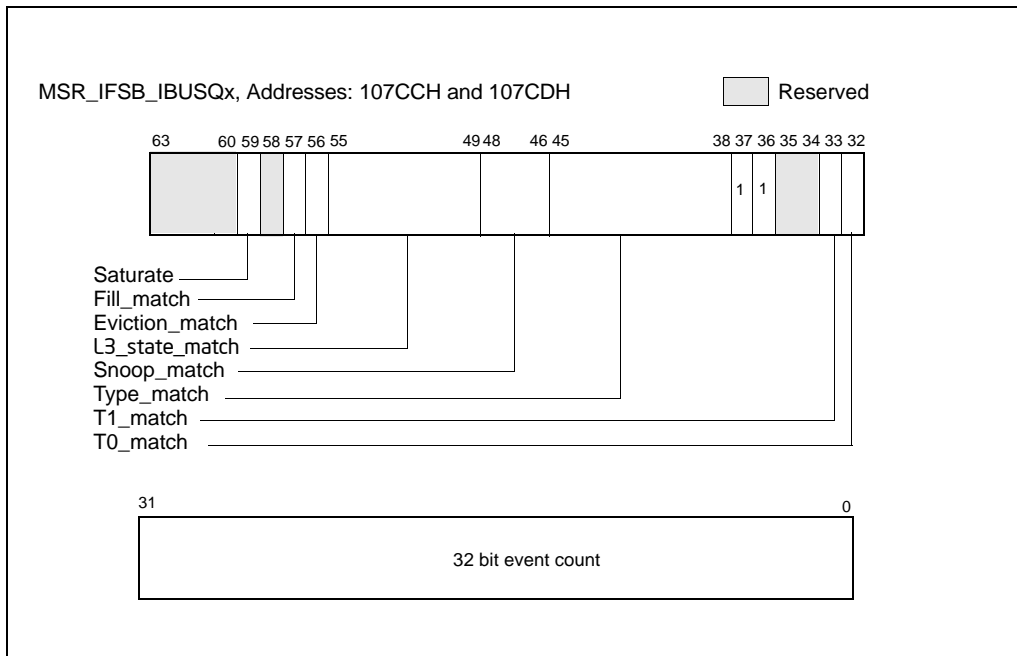 MSR_IFSB_IBUSQx, Addresses: 107CCH and 107CDH
Reserved
63 60 59 58 57 56 55 49 48 46 45 38 37 36 35 34 33 32
1 1
Saturate
Fill_match
Eviction_match
L3_state_match
Snoop_match
Type_match
T1_match
T0_match
31 0
32 bit event count